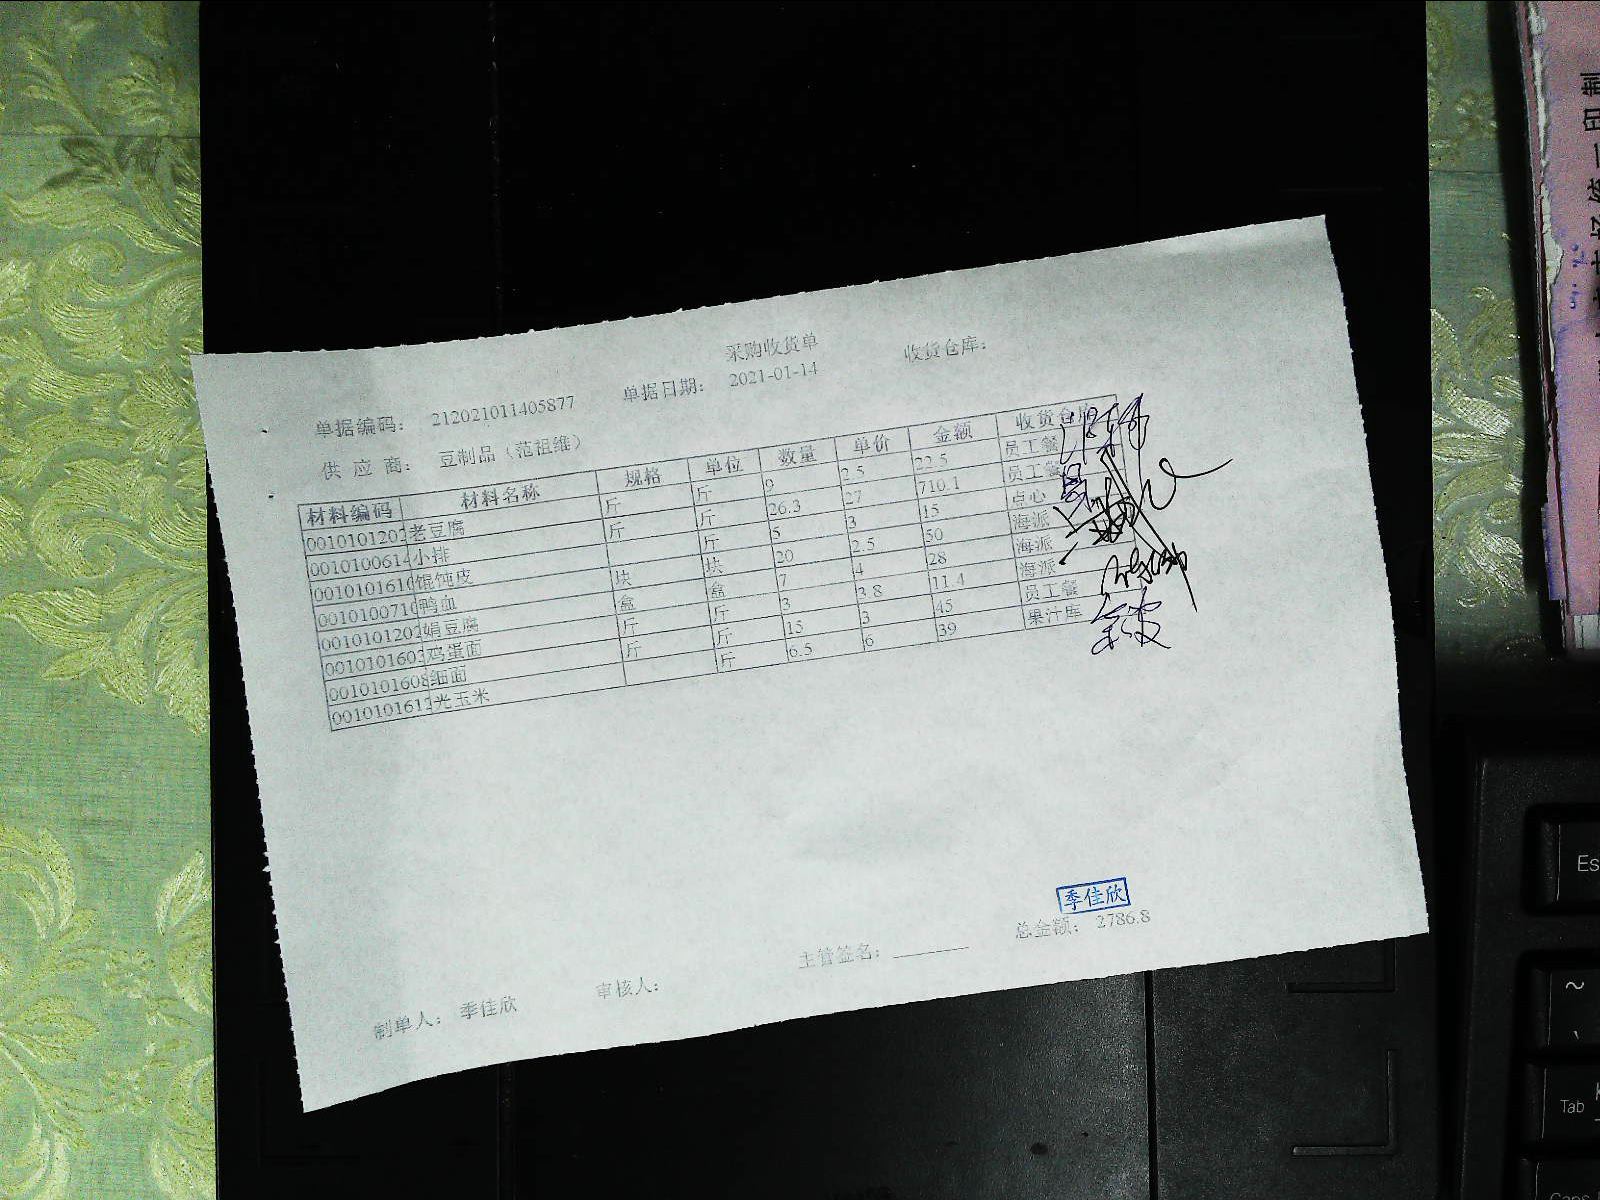 采购收货单
单据编码: 212021011405877 单据日期: 2021-01-14 收货仓库:
供 应 商: 豆制品（范祖维）
材料编码 材料名称 规格 单位 数量 单价 金额 收货仓库
0010101202 老豆腐 斤 斤 9 2.5 22.5 员工餐
0010100614 小排 斤 斤 26.3 27 710.1 员工餐
0010101610 馄饨皮 斤 5 3 15 点心
0010100710 鸭血 块 块 20 2.5 50 海派
0010101202 娟豆腐 盒 盒 7 4 28 海派
0010101603 鸡蛋面 斤 斤 3 3.8 11.4 海派
0010101608 细面 斤 斤 15 3 45 员工餐
0010101612 光玉米 斤 6.5 6 39 果汁库
季佳欣
制单人: 季佳欣 审核人: 主管签名: 总金额: 2786.8
Es
~
Tab
Caps